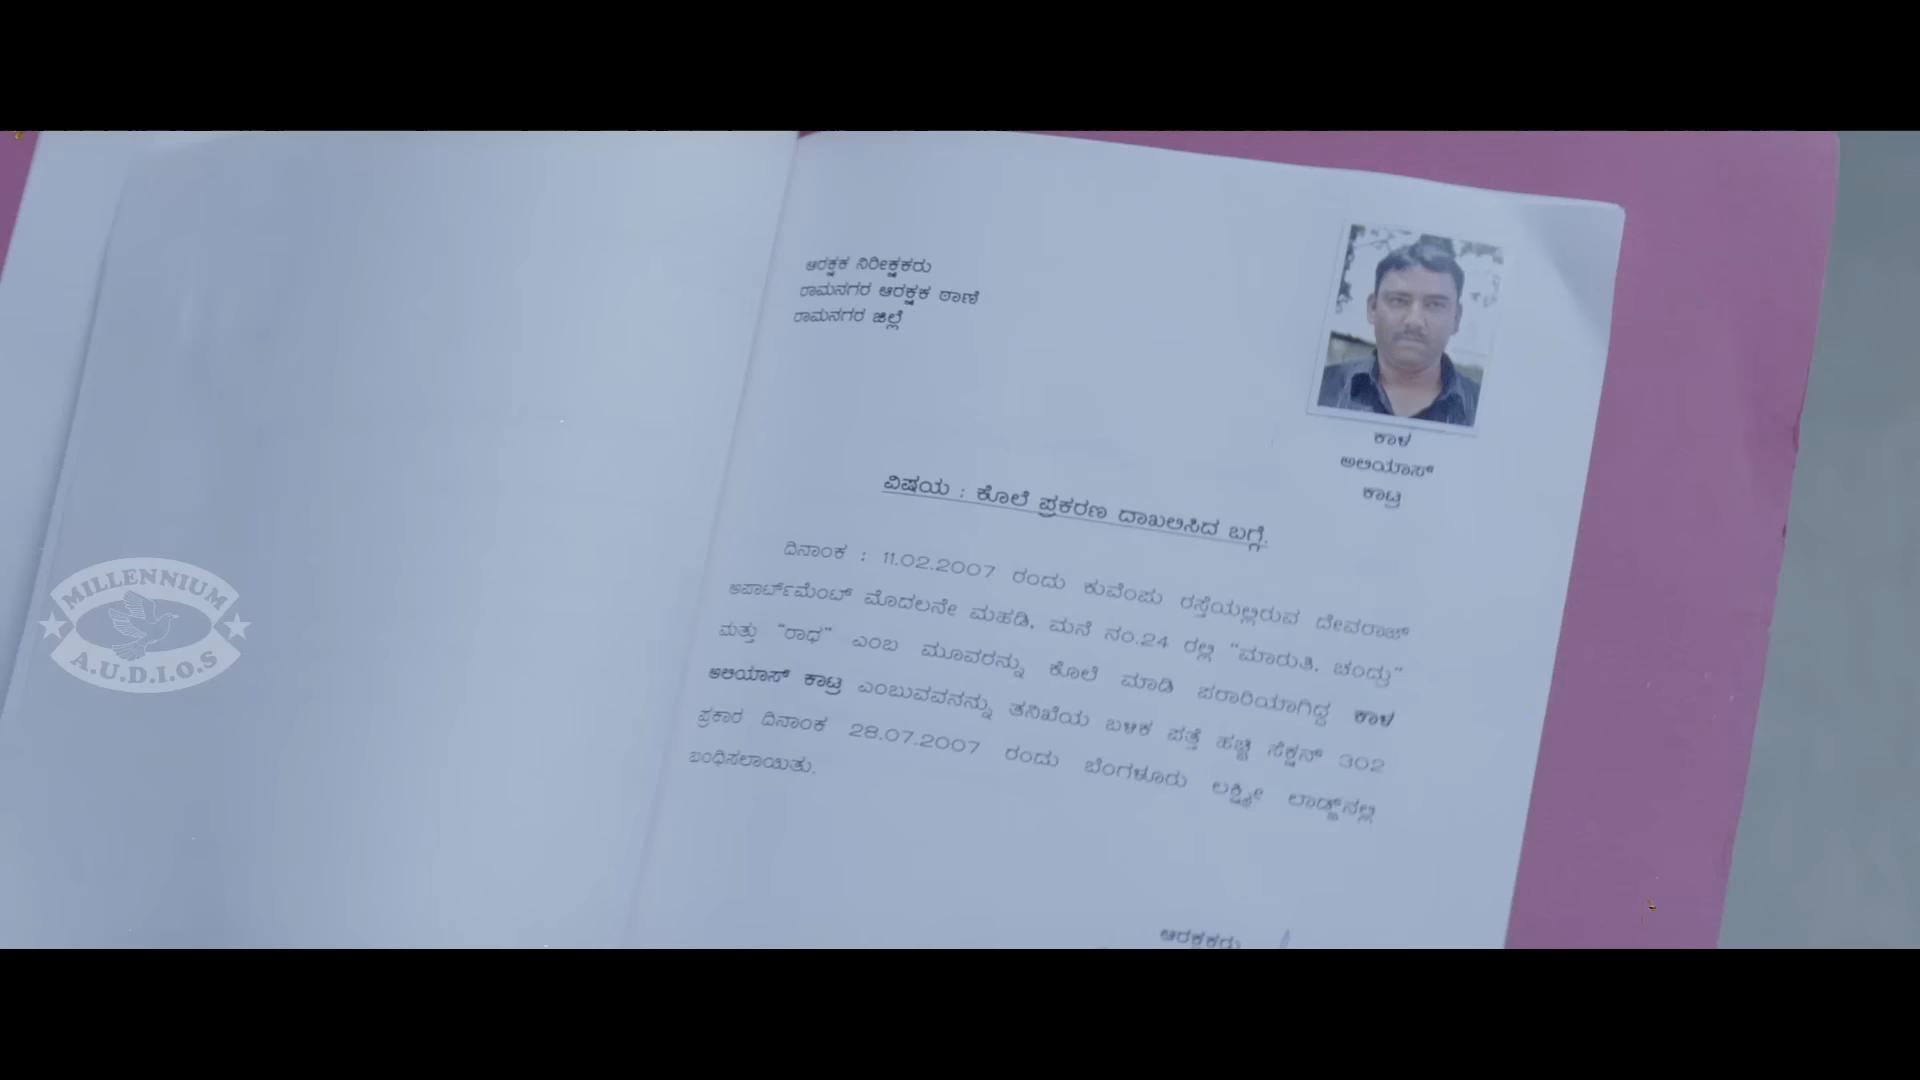 ಆರಕ್ಷಕ ನಿರೀಕ್ಷಕರು
ರಾಮನಗರ ಆರಕ್ಷಕ ಠಾಣೆ
ರಾಮನಗರ ಜಿಲ್ಲೆ
ಕಾಳ
ಅಲಿಯಾಸ್
ಕಾಟ್ರ
ವಿಷಯ : ಕೊಲೆ ಪ್ರಕರಣ ದಾಖಲಿಸಿದ ಬಗ್ಗೆ.
ದಿನಾಂಕ : 11.02.2007 ರಂದು ಕುವೆಂಪು ರಸ್ತೆಯಲ್ಲಿರುವ ದೇವರಾಜ್
ಅಪಾರ್ಟ್‌ಮೆಂಟ್ ಮೊದಲನೇ ಮಹಡಿ, ಮನೆ ನಂ.24 ರಲ್ಲಿ "ಮಾರುತಿ, ಚಂದ್ರು"
ಮತ್ತು "ರಾಧ" ಎಂಬ ಮೂವರನ್ನು ಕೊಲೆ ಮಾಡಿ ಪರಾರಿಯಾಗಿದ್ದ ಕಾಳ
ಅಲಿಯಾಸ್ ಕಾಟ್ರ ಎಂಬುವವನನ್ನು ತನಿಖೆಯ ಬಳಿಕ ಪತ್ತೆ ಹಚ್ಚಿ ಸೆಕ್ಷನ್ 302
ಪ್ರಕಾರ ದಿನಾಂಕ 28.07.2007 ರಂದು ಬೆಂಗಳೂರು ಲಕ್ಷ್ಮೀ ಲಾಡ್ಜ್‌ನಲ್ಲಿ
ಬಂಧಿಸಲಾಯಿತು.
ಆರಕ್ಷಕರು
MILLENNIUM
A.U.D.I.O.S